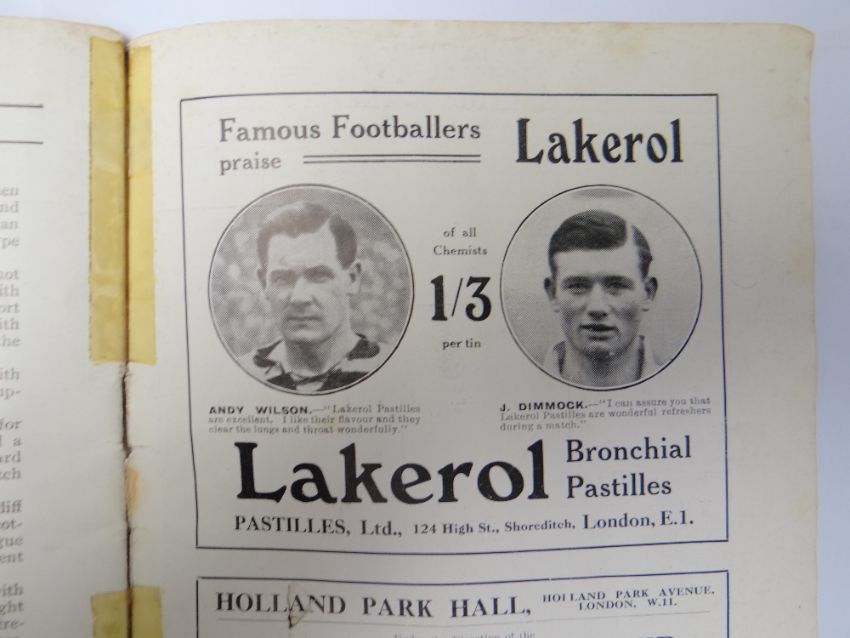 Famous Footballers
praise
Lakerol
of all
Chemists
1/3
per tin
ANDY WILSON.—"Lakerol Pastilles
are excellent. I like their flavour and they
clear the lungs and throat wonderfully."
J. DIMMOCK.—"I can assure you that
Lakerol Pastilles are wonderful refreshers
during a match."
Lakerol
Bronchial
Pastilles
PASTILLES, Ltd., 124 High St., Shoreditch, London, E.1.
HOLLAND PARK HALL,
HOLLAND PARK AVENUE,
LONDON, W.11.